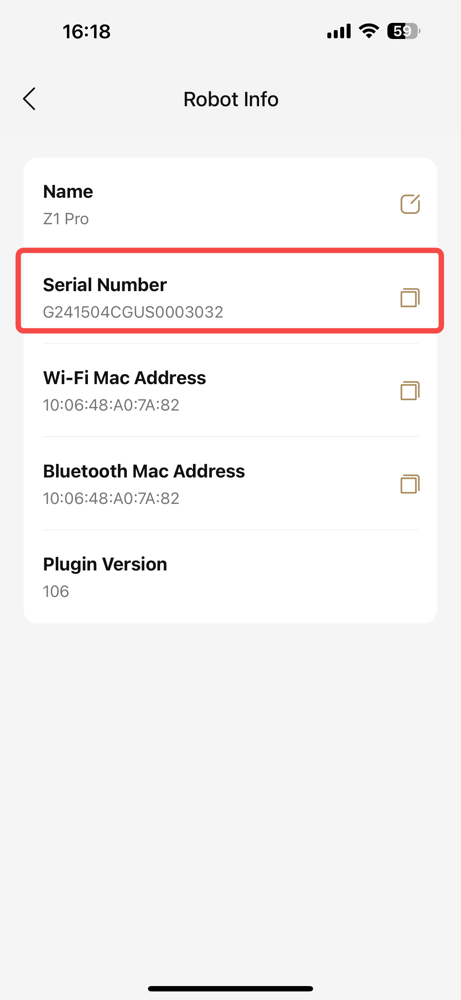 16:18
59
Robot Info
Name
Z1 Pro
Serial Number
G241504CGUS0003032
Wi-Fi Mac Address
10:06:48:A0:7A:82
Bluetooth Mac Address
10:06:48:A0:7A:82
Plugin Version
106